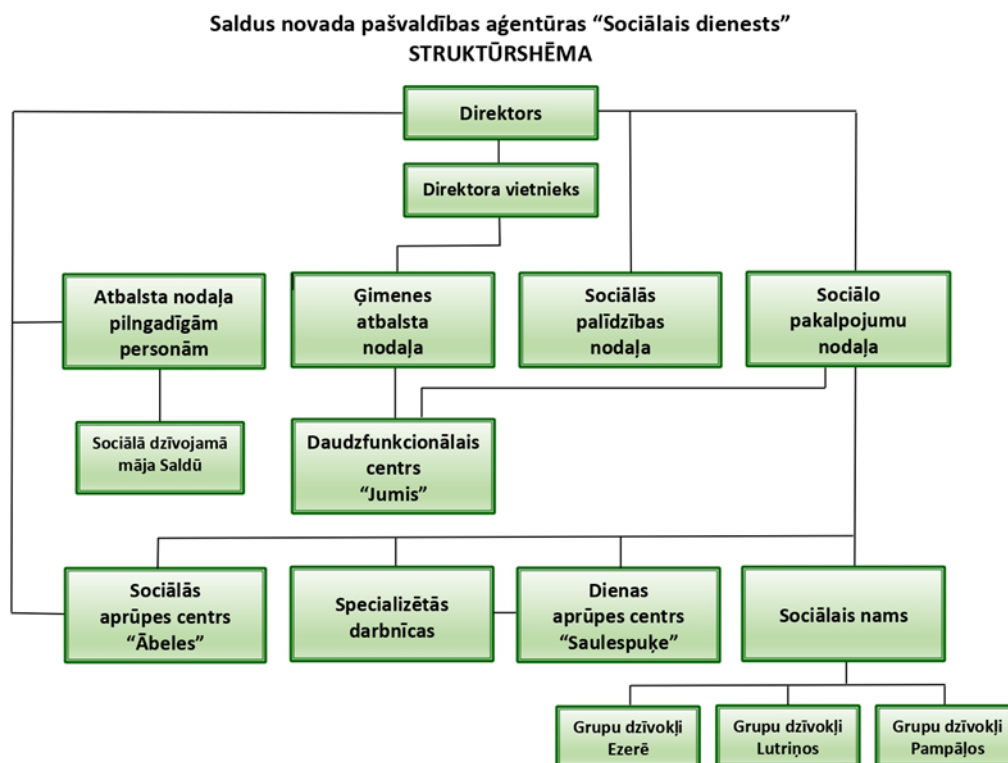 Saldus novada pašvaldības aģentūras “Sociālais dienests”
STRUKTŪRSHĒMA
Direktors
Direktora vietnieks
Atbalsta nodaļa
pilngadīgām
personām
Ģimenes
atbalsta
nodaļa
Sociālās
palīdzības
nodaļa
Sociālo
pakalpojumu
nodaļa
Sociālā dzīvojamā
māja Saldū
Daudzfunkcionālais
centrs
“Jumis”
Sociālās
aprūpes centrs
“Ābeles”
Specializētās
darbnīcas
Dienas
aprūpes centrs
“Saulespuķe”
Sociālais nams
Grupu dzīvokļi
Ezerē
Grupu dzīvokļi
Lutriņos
Grupu dzīvokļi
Pampāļos